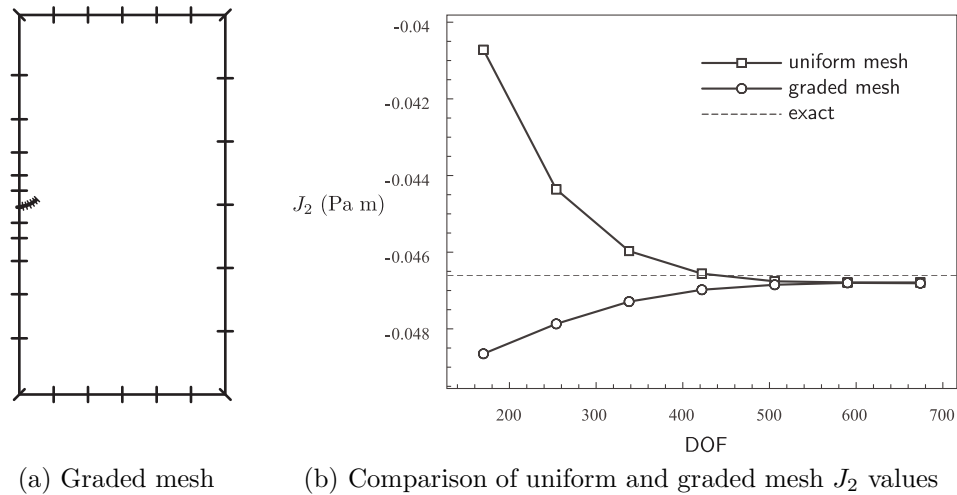 -0.04
-0.042
-0.044
-0.046
-0.048
J₂ (Pa m)
uniform mesh
graded mesh
exact
200 300 400 500 600 700
DOF
(a) Graded mesh
(b) Comparison of uniform and graded mesh J₂ values